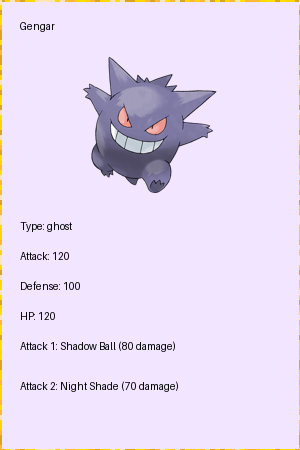 Gengar
Type: ghost
Attack: 120
Defense: 100
HP: 120
Attack 1: Shadow Ball (80 damage)
Attack 2: Night Shade (70 damage)